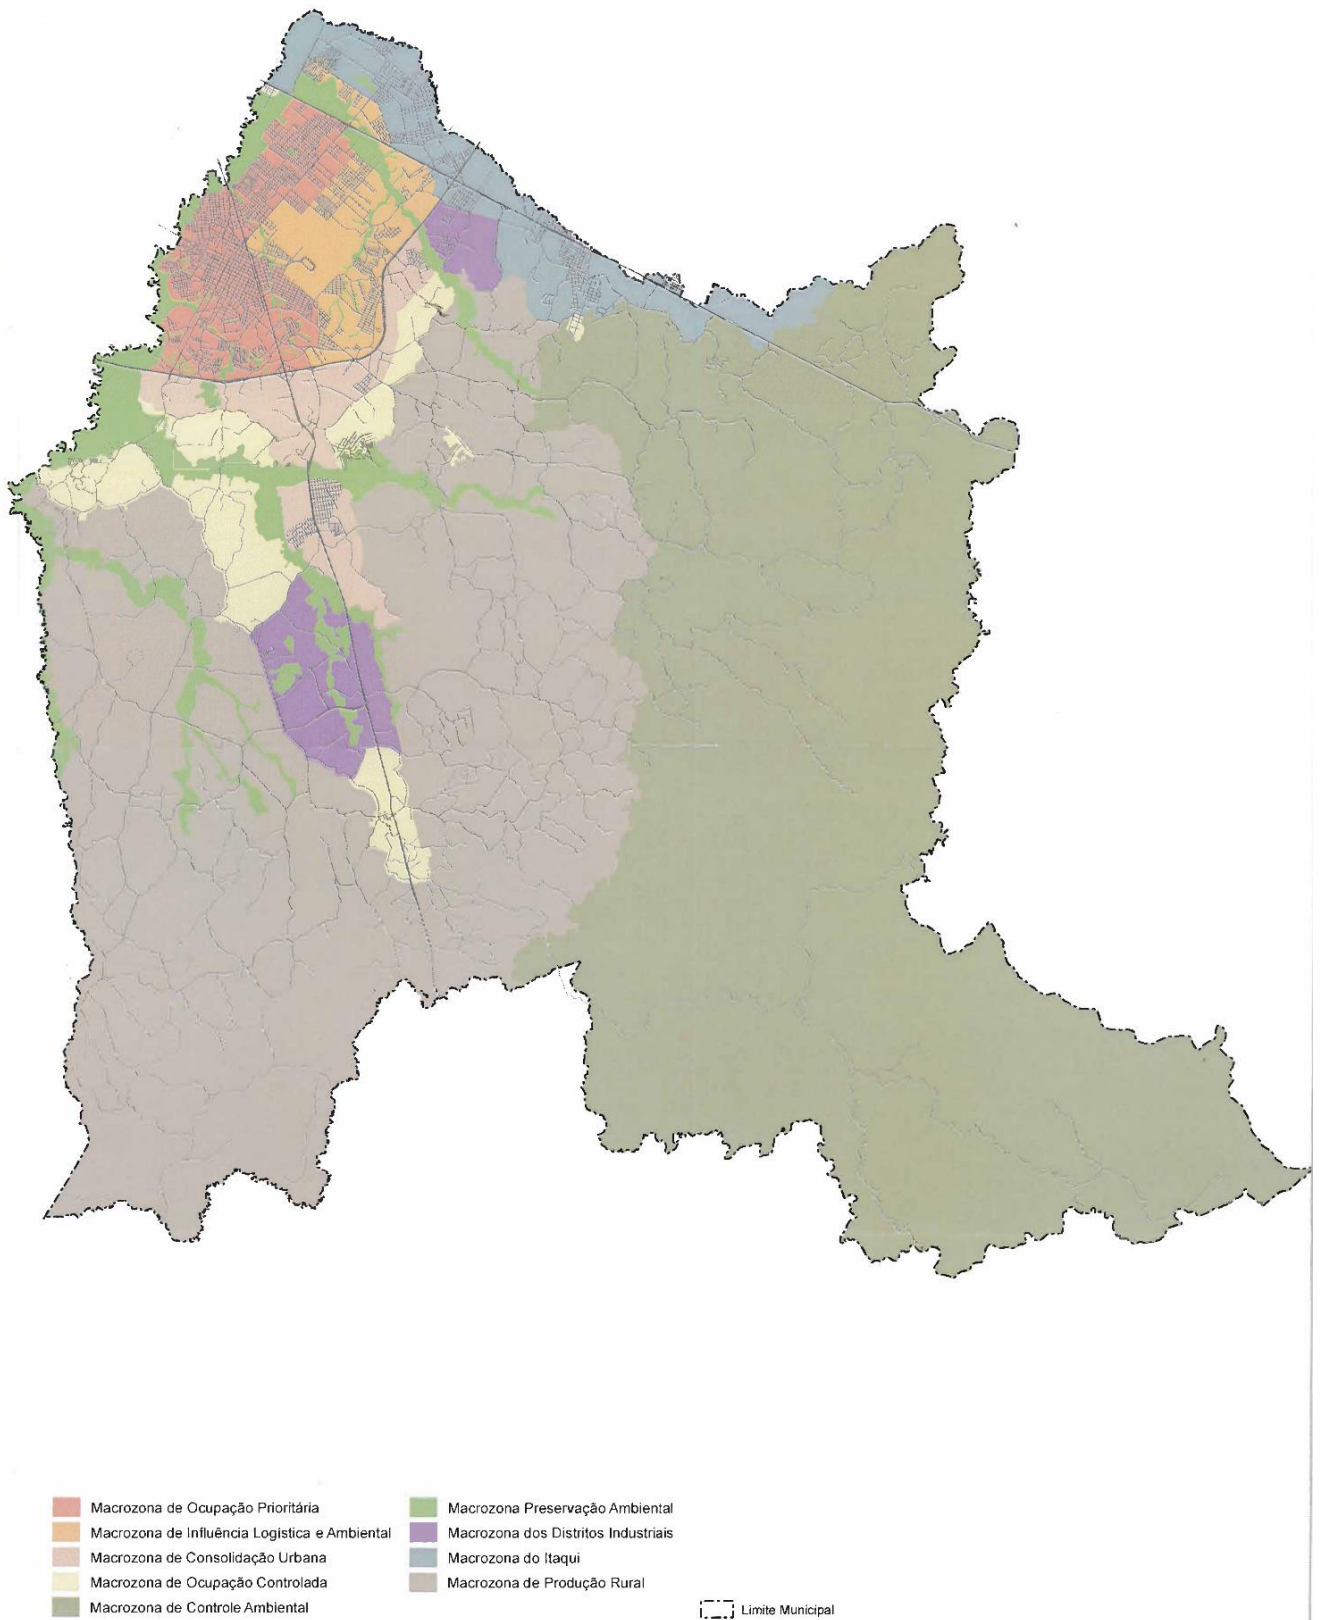 Macrozona de Ocupação Prioritária
Macrozona de Influência Logística e Ambiental
Macrozona de Consolidação Urbana
Macrozona de Ocupação Controlada
Macrozona de Controle Ambiental
Macrozona Preservação Ambiental
Macrozona dos Distritos Industriais
Macrozona do Itaqui
Macrozona de Produção Rural
Limite Municipal